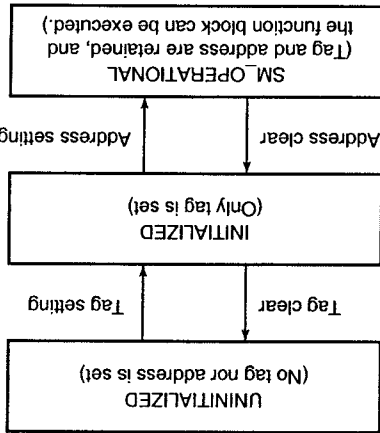 UNINITIALIZED
(No tag nor address is set)
Tag clear
Tag setting
INITIALIZED
(Only tag is set)
Address clear
Address setting
SM_OPERATIONAL
(Tag and address are retained, and
the function block can be executed.)